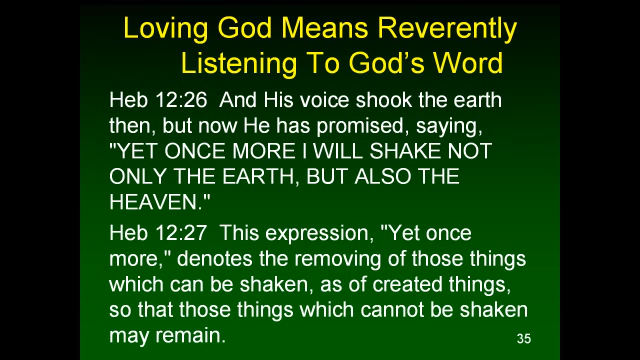 Loving God Means Reverently
Listening To God's Word
Heb 12:26  And His voice shook the earth
then, but now He has promised, saying,
"YET ONCE MORE I WILL SHAKE NOT
ONLY THE EARTH, BUT ALSO THE
HEAVEN."
Heb 12:27  This expression, "Yet once
more," denotes the removing of those things
which can be shaken, as of created things,
so that those things which cannot be shaken
may remain.
35